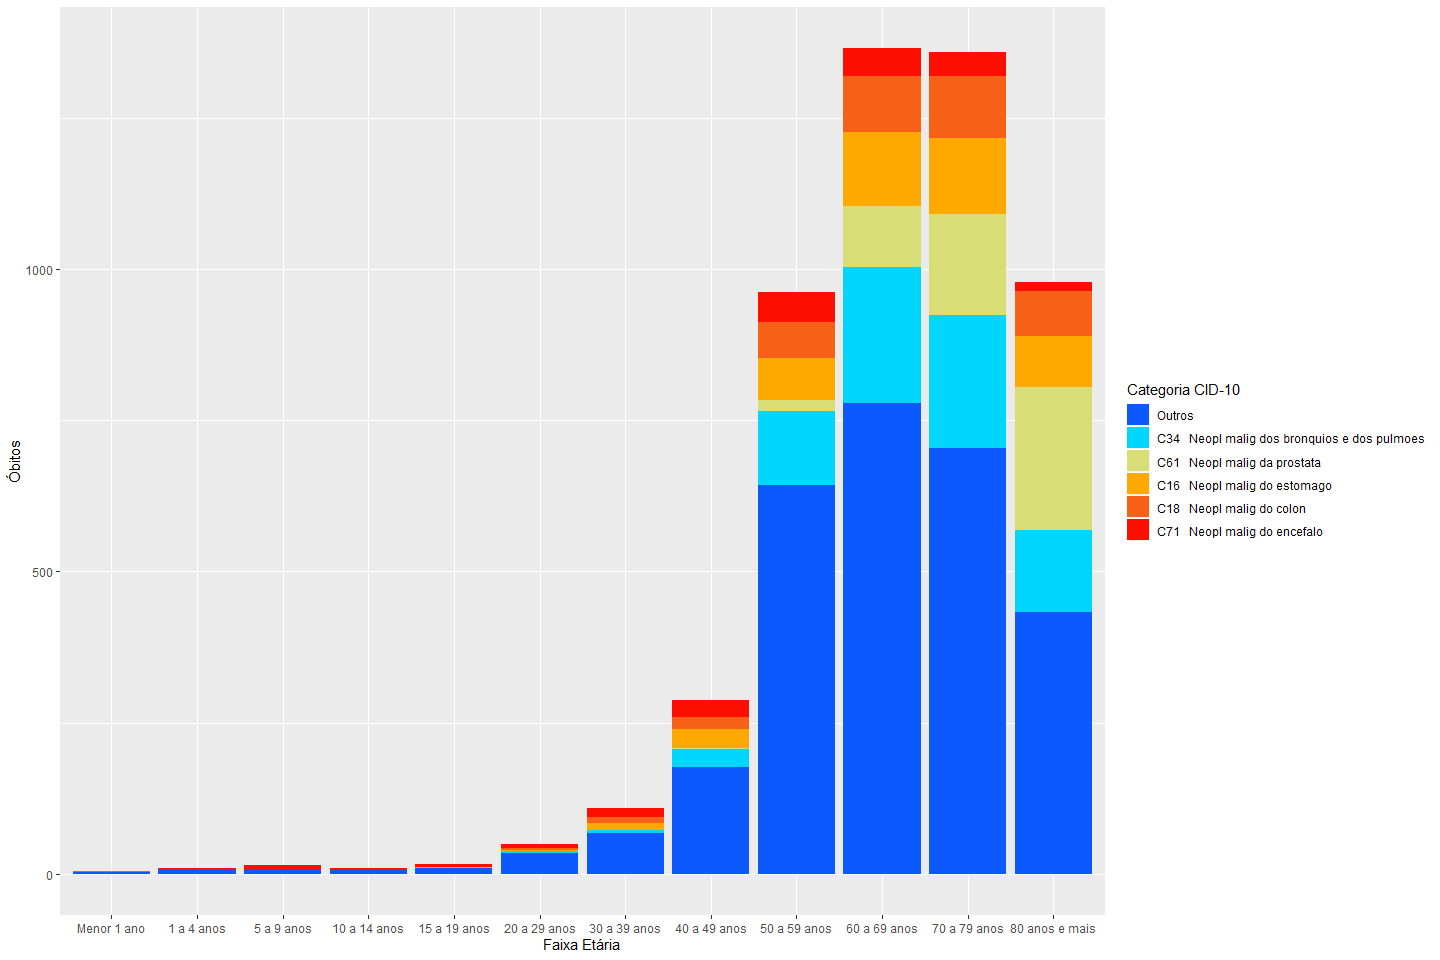 Óbitos
1000
500
0
Menor 1 ano
1 a 4 anos
5 a 9 anos
10 a 14 anos
15 a 19 anos
20 a 29 anos
30 a 39 anos
40 a 49 anos
50 a 59 anos
60 a 69 anos
70 a 79 anos
80 anos e mais
Faixa Etária
Categoria CID-10
Outros
C34 Neopl malig dos bronquios e dos pulmoes
C61 Neopl malig da prostata
C16 Neopl malig do estomago
C18 Neopl malig do colon
C71 Neopl malig do encefalo